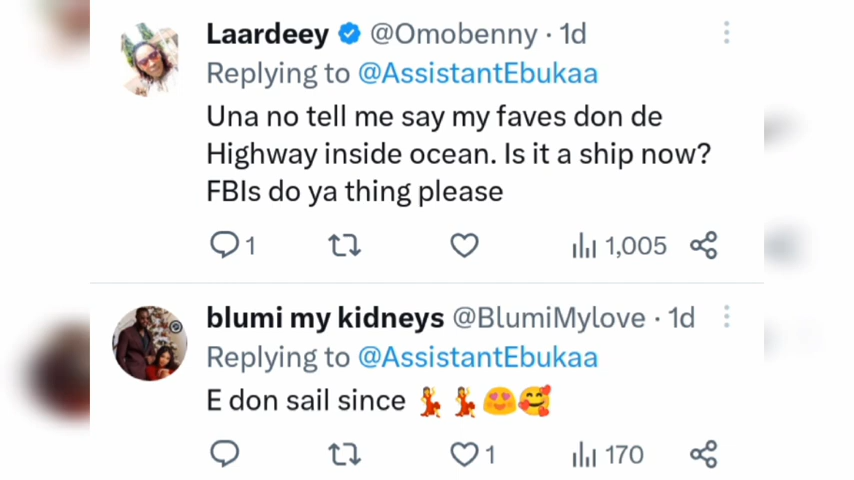 Laardeey @Omobenny · 1d
Replying to @AssistantEbukaa
Una no tell me say my faves don de
Highway inside ocean. Is it a ship now?
FBIs do ya thing please
1 1,005
blumi my kidneys @BlumiMylove · 1d
Replying to @AssistantEbukaa
E don sail since 💃💃😍🥰
1 170